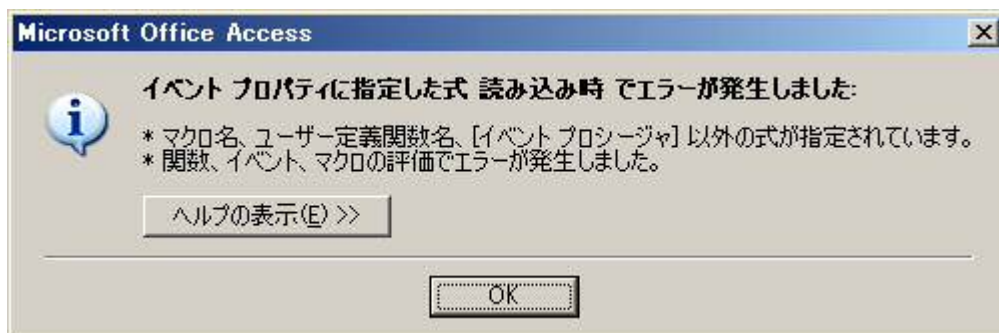 Microsoft Office Access
イベント プロパティに指定した式 読み込み時 でエラーが発生しました:
* マクロ名、ユーザー定義関数名、[イベント プロシージャ] 以外の式が指定されています。
* 関数、イベント、マクロの評価でエラーが発生しました。
ヘルプの表示(E) >>
OK